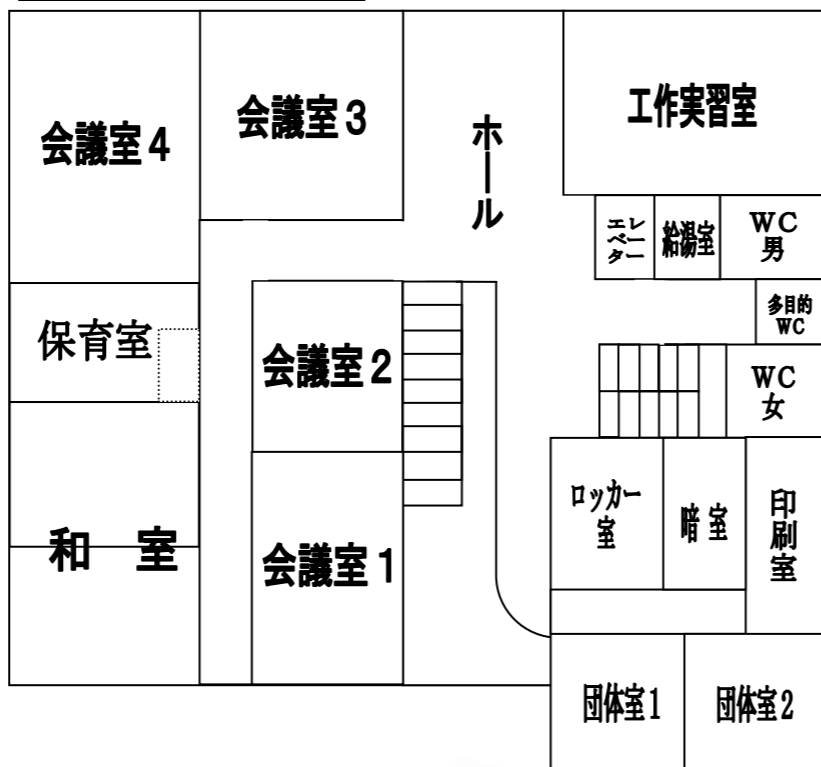 会議室４
会議室３
ホール
工作実習室
エレベーター
給湯室
ＷＣ
男
多目的
ＷＣ
ＷＣ
女
保育室
会議室２
和　室
会議室１
ロッカー
室
暗 室
印刷室
団体室１
団体室２